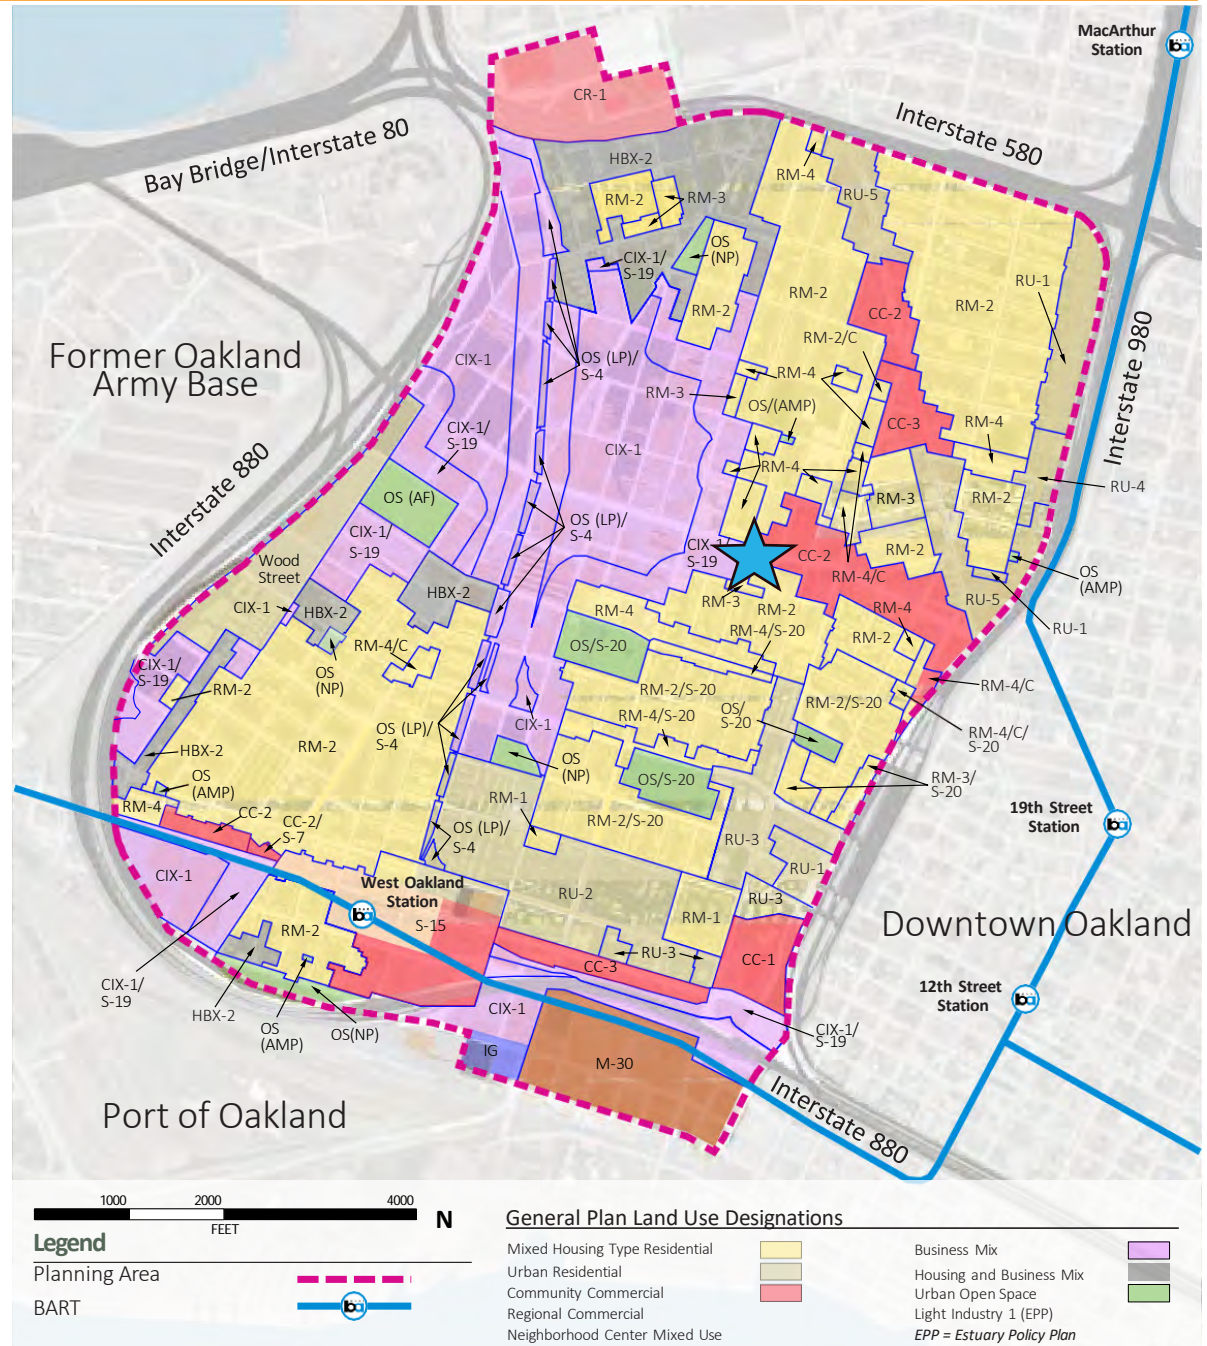 MacArthur
Station
CR-1
Interstate 580
Bay Bridge/Interstate 80
HBX-2
RM-4
RU-5
RM-2
RM-3
OS
(NP)
CIX-1/
S-19
RU-1
RM-2
RM-2
CC-2
RM-2
RM-2/C
Interstate 980
Former Oakland
Army Base
CIX-1
OS (LP)/
S-4
RM-4
RM-3
OS/(AMP)
CC-3
RM-4
CIX-1/
S-19
CIX-1
RM-4
RU-4
Interstate 880
OS (AF)
RM-3
RM-2
OS (LP)/
S-4
CIX-1/
S-19
CIX-1/
S-19
CC-2
RM-2
RM-4/C
OS
(AMP)
Wood
Street
HBX-2
RM-3
RM-2
RM-4
RU-5
CIX-1
HBX-2
RM-4
RM-4/S-20
RM-2
RU-1
RM-4/C
OS/S-20
OS
(NP)
CIX-1/
S-19
RM-2
RM-2/S-20
RM-2/S-20
RM-4/C
OS (LP)/
S-4
CIX-1
RM-4/S-20
OS/
S-20
RM-4/C/
S-20
HBX-2
RM-2
OS
(NP)
OS/S-20
RM-3/
S-20
OS
(AMP)
RM-4
CC-2
CC-2/
S-7
RM-1
OS (LP)/
S-4
RM-2/S-20
RU-3
19th Street
Station
RU-1
CIX-1
West Oakland
Station
S-15
RU-2
RU-3
RM-1
RM-2
Downtown Oakland
RU-3
CC-3
CC-1
CIX-1/
S-19
HBX-2
OS
(AMP)
OS(NP)
CIX-1
12th Street
Station
CIX-1/
S-19
IG
M-30
Port of Oakland
Interstate 880
1000
2000
4000
FEET
N
Legend
Planning Area
BART
General Plan Land Use Designations
Mixed Housing Type Residential
Urban Residential
Community Commercial
Regional Commercial
Neighborhood Center Mixed Use
Business Mix
Housing and Business Mix
Urban Open Space
Light Industry 1 (EPP)
EPP = Estuary Policy Plan